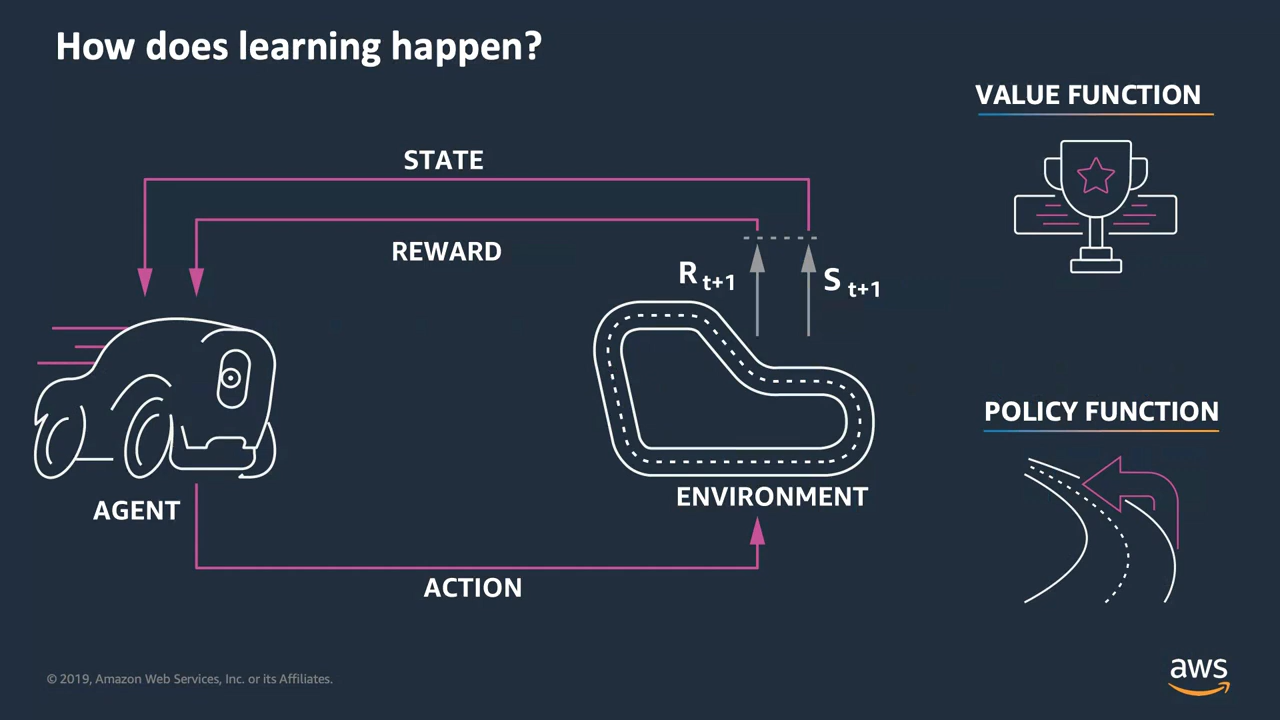 How does learning happen?
VALUE FUNCTION
STATE
REWARD
R t+1
S t+1
POLICY FUNCTION
AGENT
ENVIRONMENT
ACTION
© 2019, Amazon Web Services, Inc. or its Affiliates.
aws